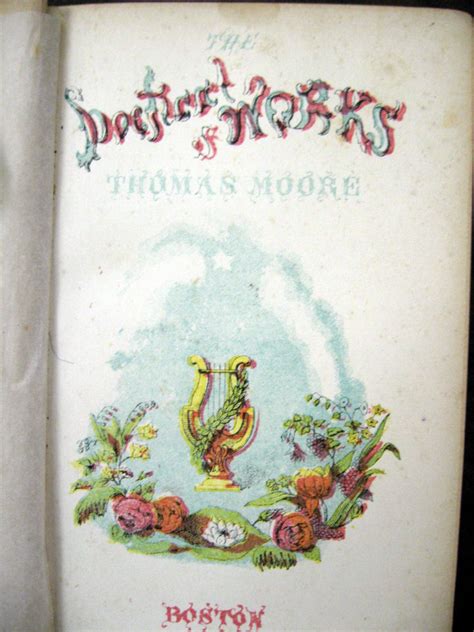 THE
Poetical WORKS
of
THOMAS MOORE
BOSTON